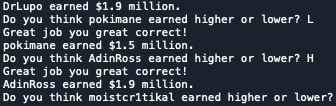 DrLupo earned $1.9 million.
Do you think pokimane earned higher or lower? L
Great job you great correct!
pokimane earned $1.5 million.
Do you think AdinRoss earned higher or lower? H
Great job you great correct!
AdinRoss earned $1.9 million.
Do you think moistcr1tikal earned higher or lower?